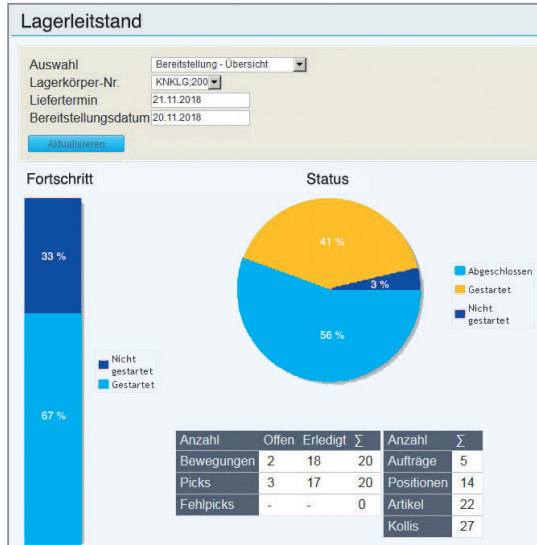 Lagerleitstand
Auswahl Bereitstellung - Übersicht
Lagerkörper-Nr. KNKLG;200
Liefertermin 21.11.2018
Bereitstellungsdatum 20.11.2018
Aktualisieren
Fortschritt
33 %
67 %
Nicht
gestartet
Gestartet
Status
41 %
3 %
56 %
Abgeschlossen
Gestartet
Nicht
gestartet
Anzahl Offen Erledigt ∑
Bewegungen 2 18 20
Picks 3 17 20
Fehlpicks - - 0
Anzahl ∑
Aufträge 5
Positionen 14
Artikel 22
Kollis 27